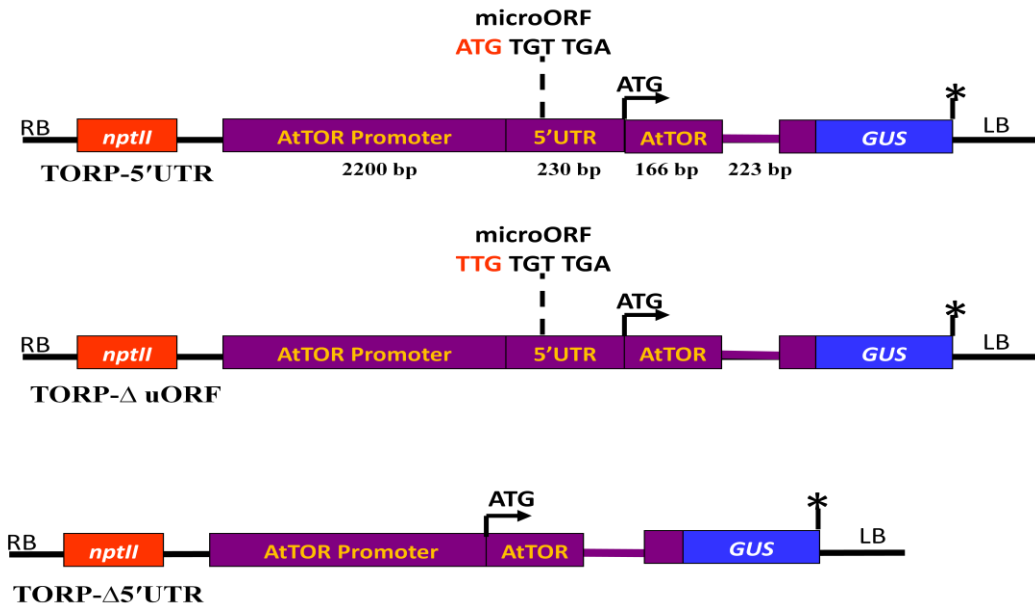 microORF
ATG TGT TGA
ATG
*
RB nptII AtTOR Promoter 5'UTR AtTOR GUS LB
TORP-5'UTR 2200 bp 230 bp 166 bp 223 bp
microORF
TTG TGT TGA
ATG
*
RB nptII AtTOR Promoter 5'UTR AtTOR GUS LB
TORP-Δ uORF
ATG
*
RB nptII AtTOR Promoter AtTOR GUS LB
TORP-Δ5'UTR